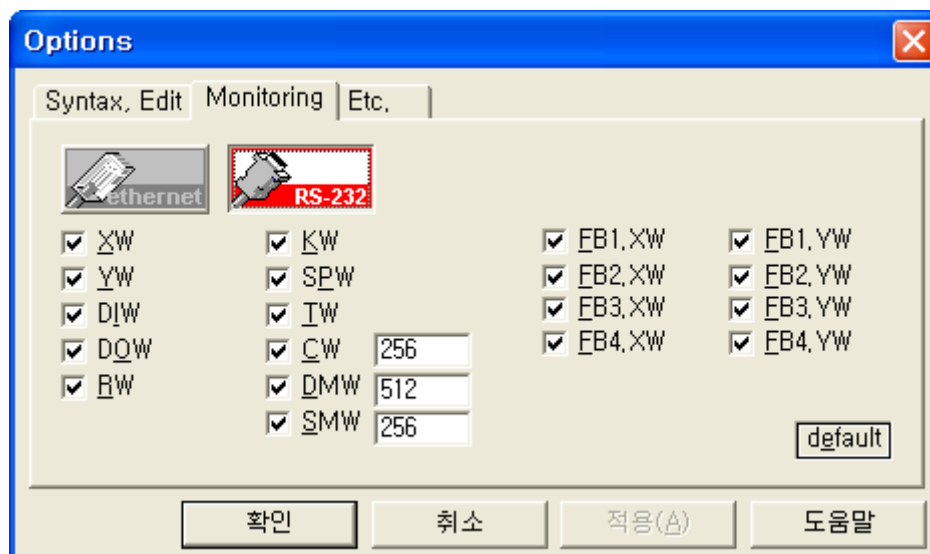 Options
Syntax, Edit Monitoring Etc,
ethernet RS-232
XW KW FB1,XW FB1,YW
YW SPW FB2,XW FB2,YW
DIW TW FB3,XW FB3,YW
DOW CW 256 FB4,XW FB4,YW
RW DMW 512
SMW 256
default
확인 취소 적용(A) 도움말